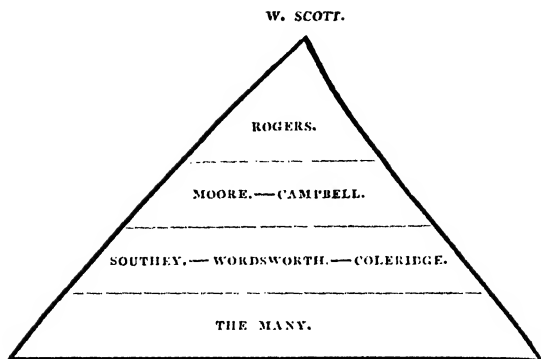 W. SCOTT.
ROGERS.
MOORE.—CAMPBELL.
SOUTHEY.—WORDSWORTH.—COLERIDGE.
THE MANY.